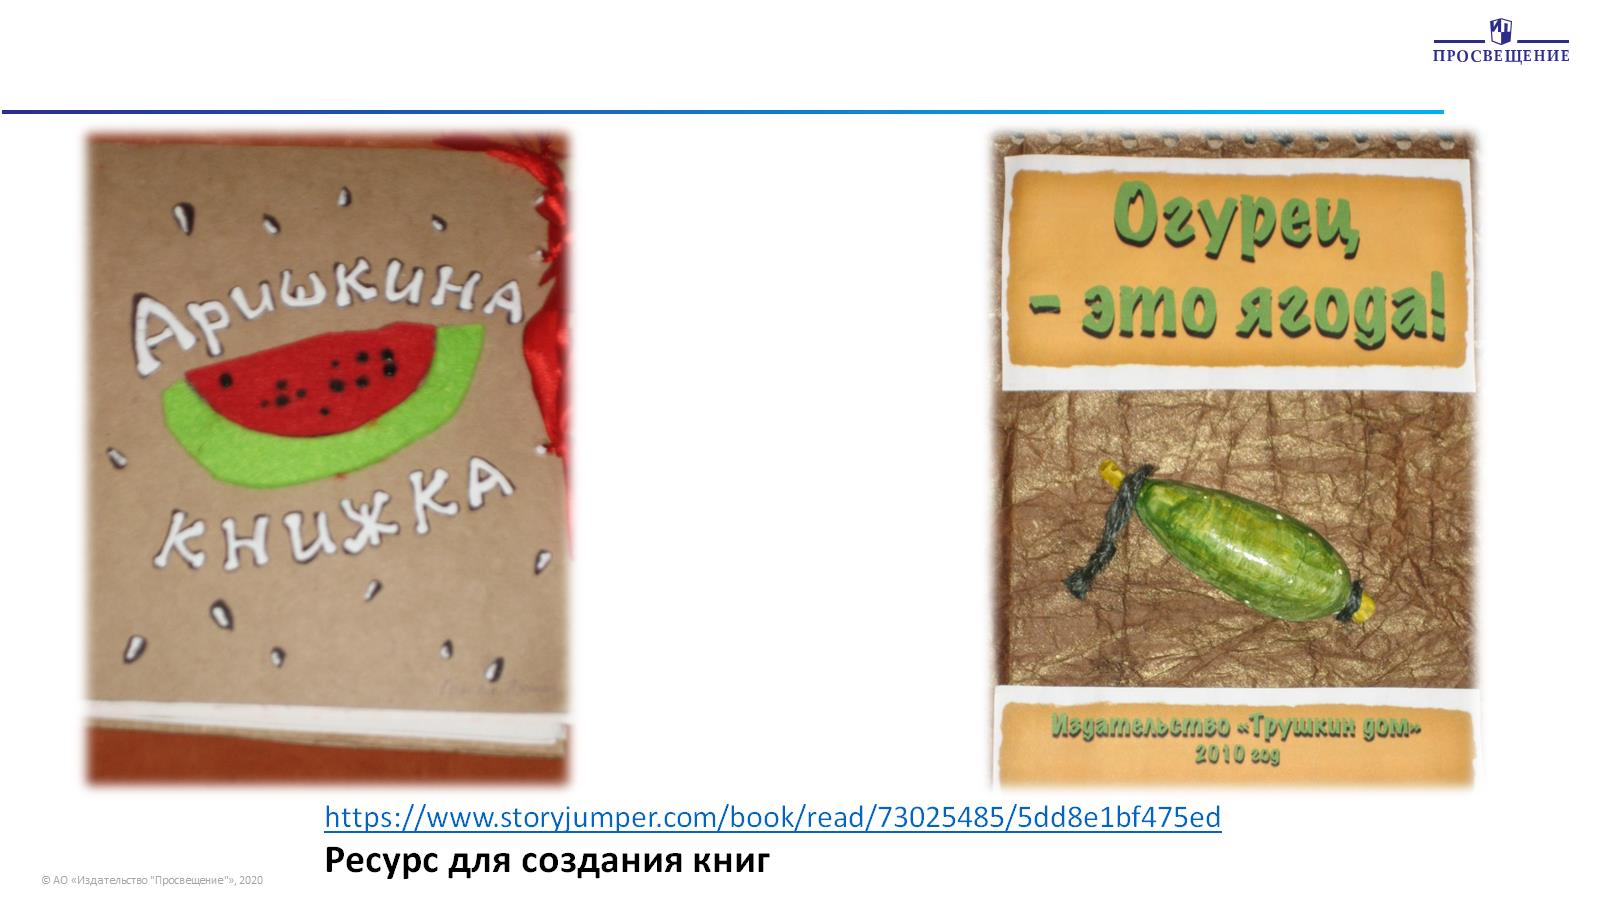 ПРОСВЕЩЕНИЕ
Аришкина
книжка
Огурец
- это ягода!
Издательство «Трушкин дом»
2010 год
https://www.storyjumper.com/book/read/73025485/5dd8e1bf475ed
Ресурс для создания книг
© АО «Издательство "Просвещение"», 2020